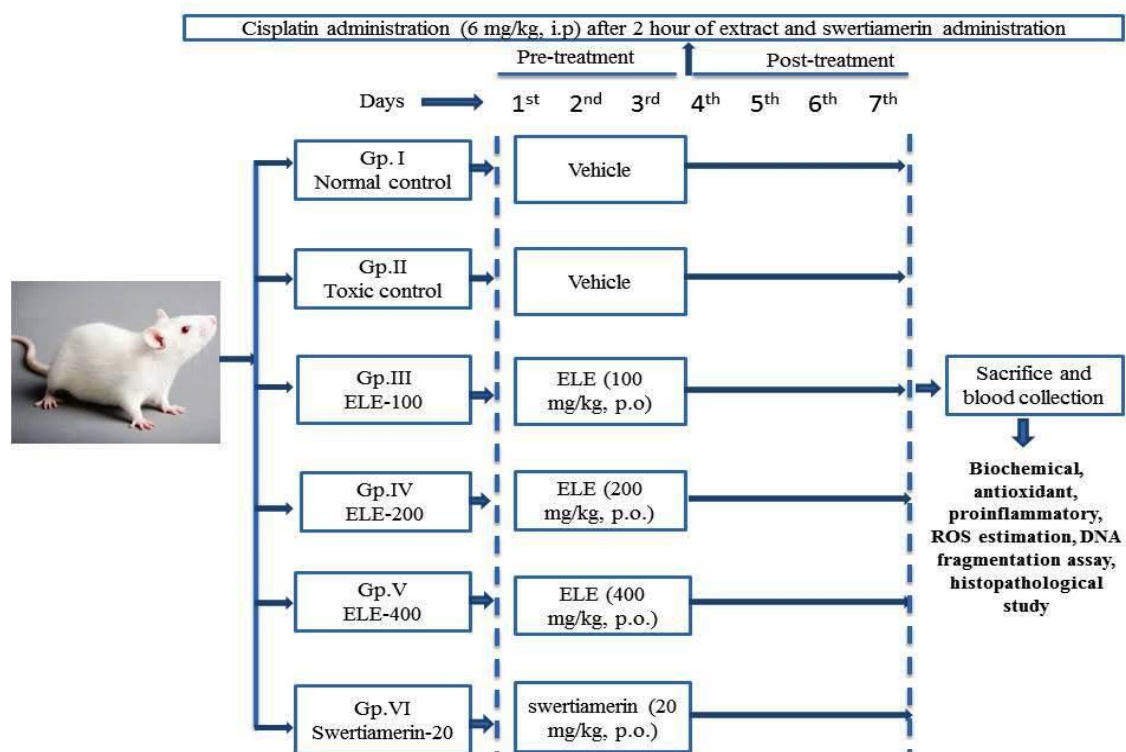 Cisplatin administration (6 mg/kg, i.p) after 2 hour of extract and swertiamerin administration
Pre-treatment
Post-treatment
Days
1st 2nd 3rd 4th 5th 6th 7th
Gp. I
Normal control
Vehicle
Gp.II
Toxic control
Vehicle
Gp.III
ELE-100
ELE (100
mg/kg, p.o)
Gp.IV
ELE-200
ELE (200
mg/kg, p.o.)
Gp.V
ELE-400
ELE (400
mg/kg, p.o.)
Gp.VI
Swertiamerin-20
swertiamerin (20
mg/kg, p.o.)
Sacrifice and
blood collection
Biochemical,
antioxidant,
proinflammatory,
ROS estimation, DNA
fragmentation assay,
histopathological
study